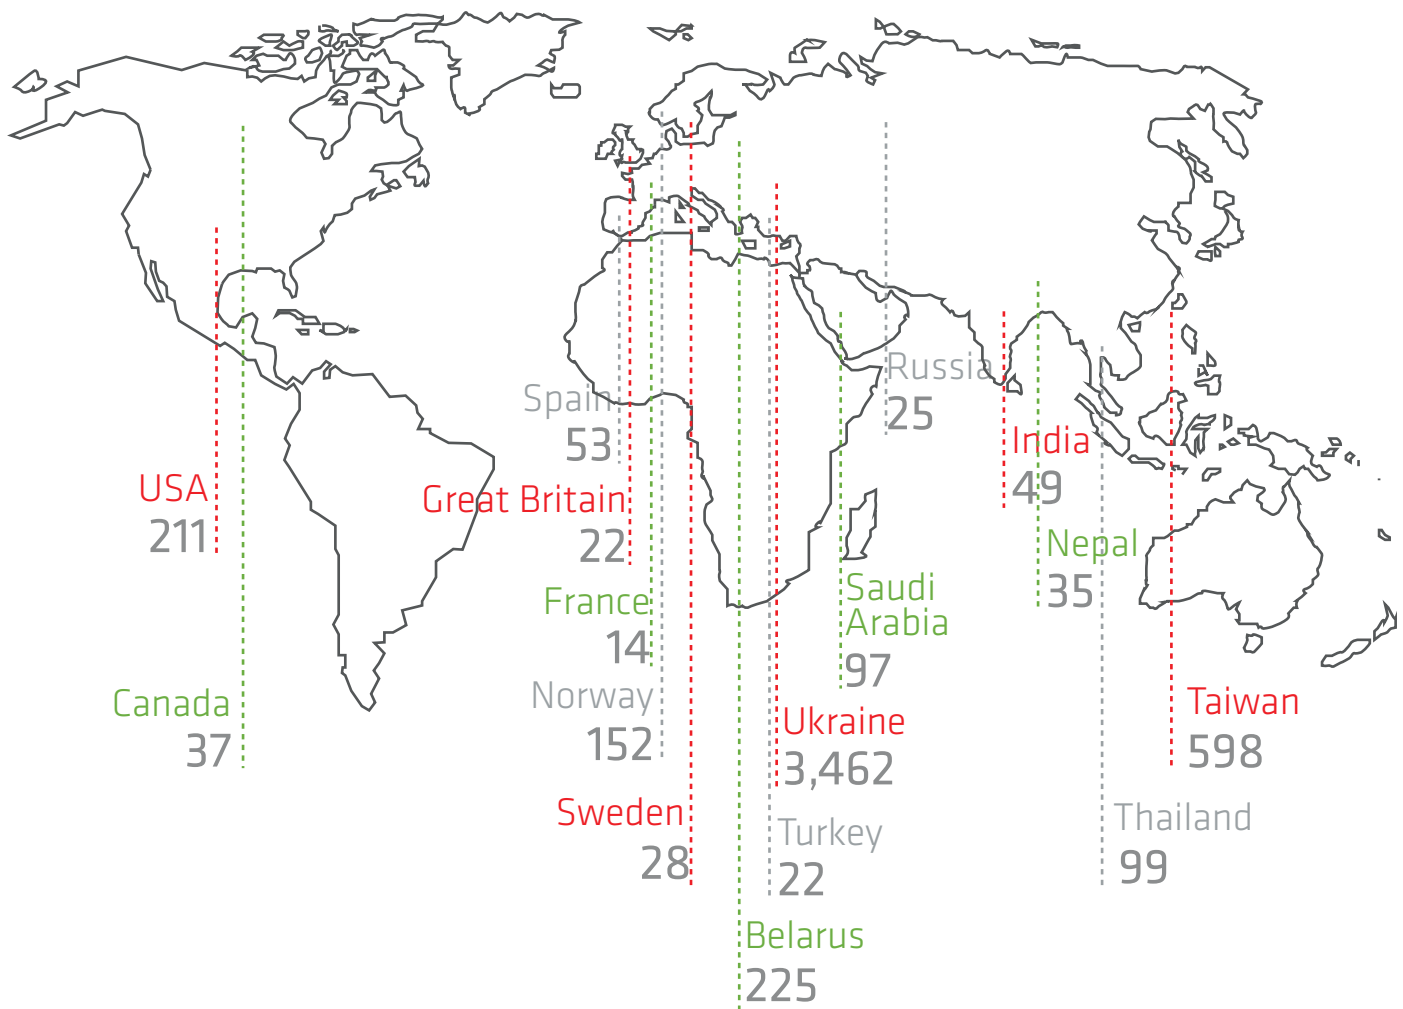 Russia
25
Spain
53
India
49
USA
211
Great Britain
22
Nepal
35
France
14
Saudi
Arabia
97
Norway
152
Canada
37
Ukraine
3,462
Taiwan
598
Sweden
28
Turkey
22
Thailand
99
Belarus
225